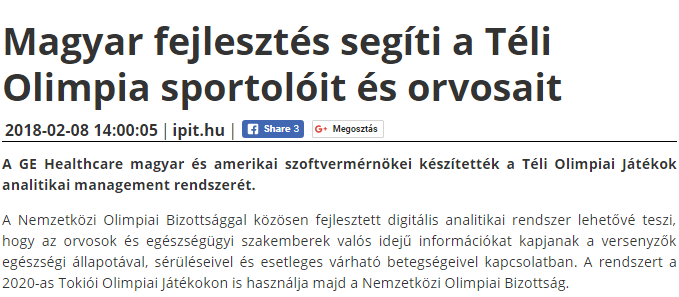 Magyar fejlesztés segíti a Téli
Olimpia sportolóit és orvosait
2018-02-08 14:00:05 | ipit.hu | Share 3 G+ Megosztás
A GE Healthcare magyar és amerikai szoftvermérnökei készítették a Téli Olimpiai Játékok
analitikai management rendszerét.
A Nemzetközi Olimpiai Bizottsággal közösen fejlesztett digitális analitikai rendszer lehetővé teszi,
hogy az orvosok és egészségügyi szakemberek valós idejű információkat kapjanak a versenyzők
egészségi állapotával, sérüléseivel és esetleges várható betegségeivel kapcsolatban. A rendszert a
2020-as Tokiói Olimpiai Játékokon is használja majd a Nemzetközi Olimpiai Bizottság.